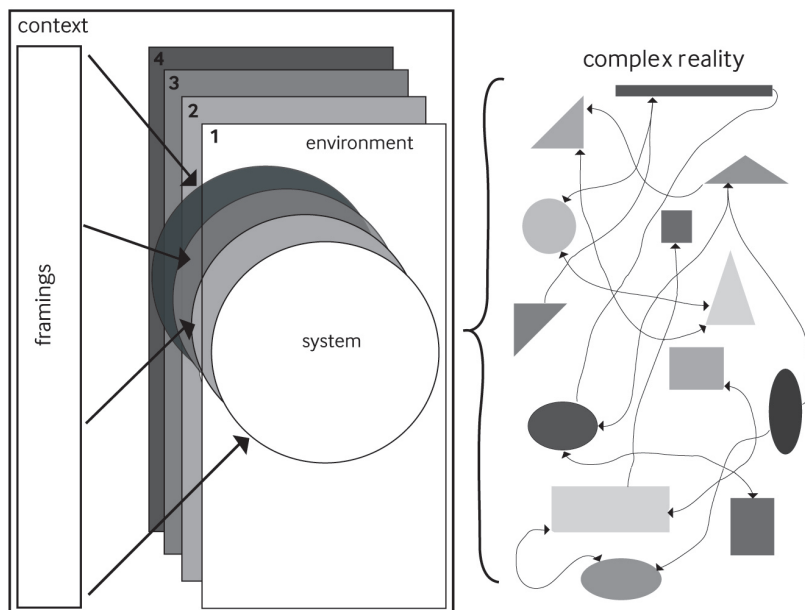 context
framings
4
3
2
1
environment
system
complex reality